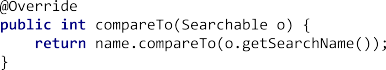 @Override
public int compareTo(Searchable o) {
    return name.compareTo(o.getSearchName());
}